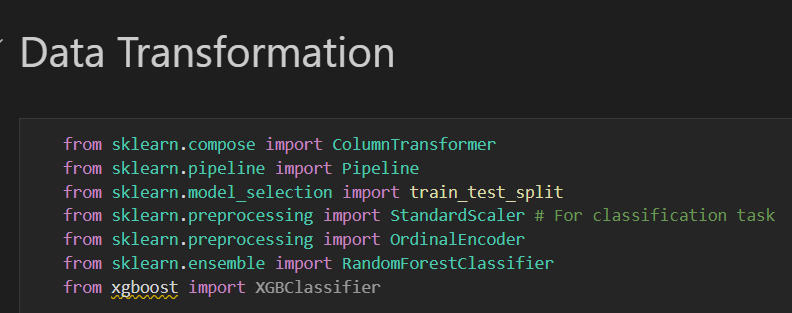 Data Transformation
from sklearn.compose import ColumnTransformer
from sklearn.pipeline import Pipeline
from sklearn.model_selection import train_test_split
from sklearn.preprocessing import StandardScaler # For classification task
from sklearn.preprocessing import OrdinalEncoder
from sklearn.ensemble import RandomForestClassifier
from xgboost import XGBClassifier